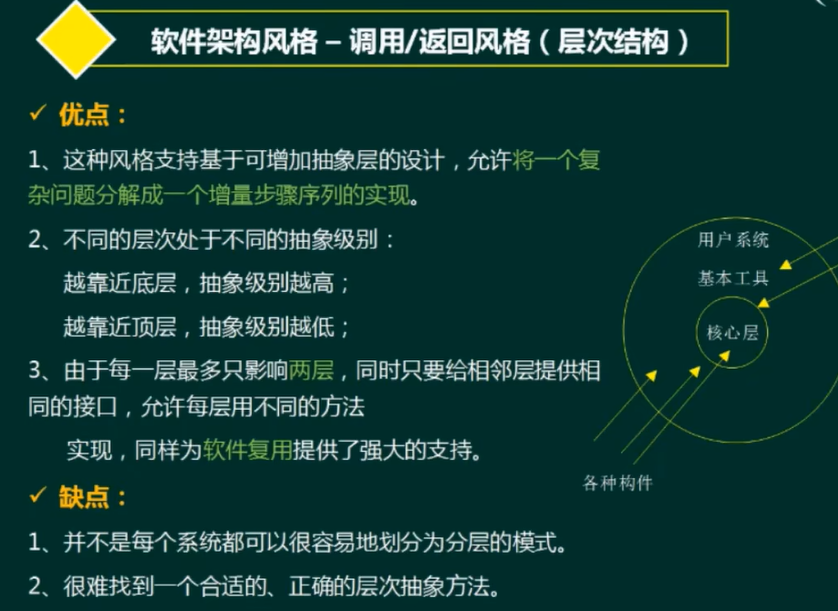 软件架构风格 – 调用/返回风格（层次结构）
✓ 优点：
1、这种风格支持基于可增加抽象层的设计，允许将一个复
杂问题分解成一个增量步骤序列的实现。
2、不同的层次处于不同的抽象级别：
越靠近底层，抽象级别越高；
越靠近顶层，抽象级别越低；
3、由于每一层最多只影响两层，同时只要给相邻层提供相
同的接口，允许每层用不同的方法
实现，同样为软件复用提供了强大的支持。
✓ 缺点：
1、并不是每个系统都可以很容易地划分为分层的模式。
2、很难找到一个合适的、正确的层次抽象方法。
用户系统
基本工具
核心层
各种构件